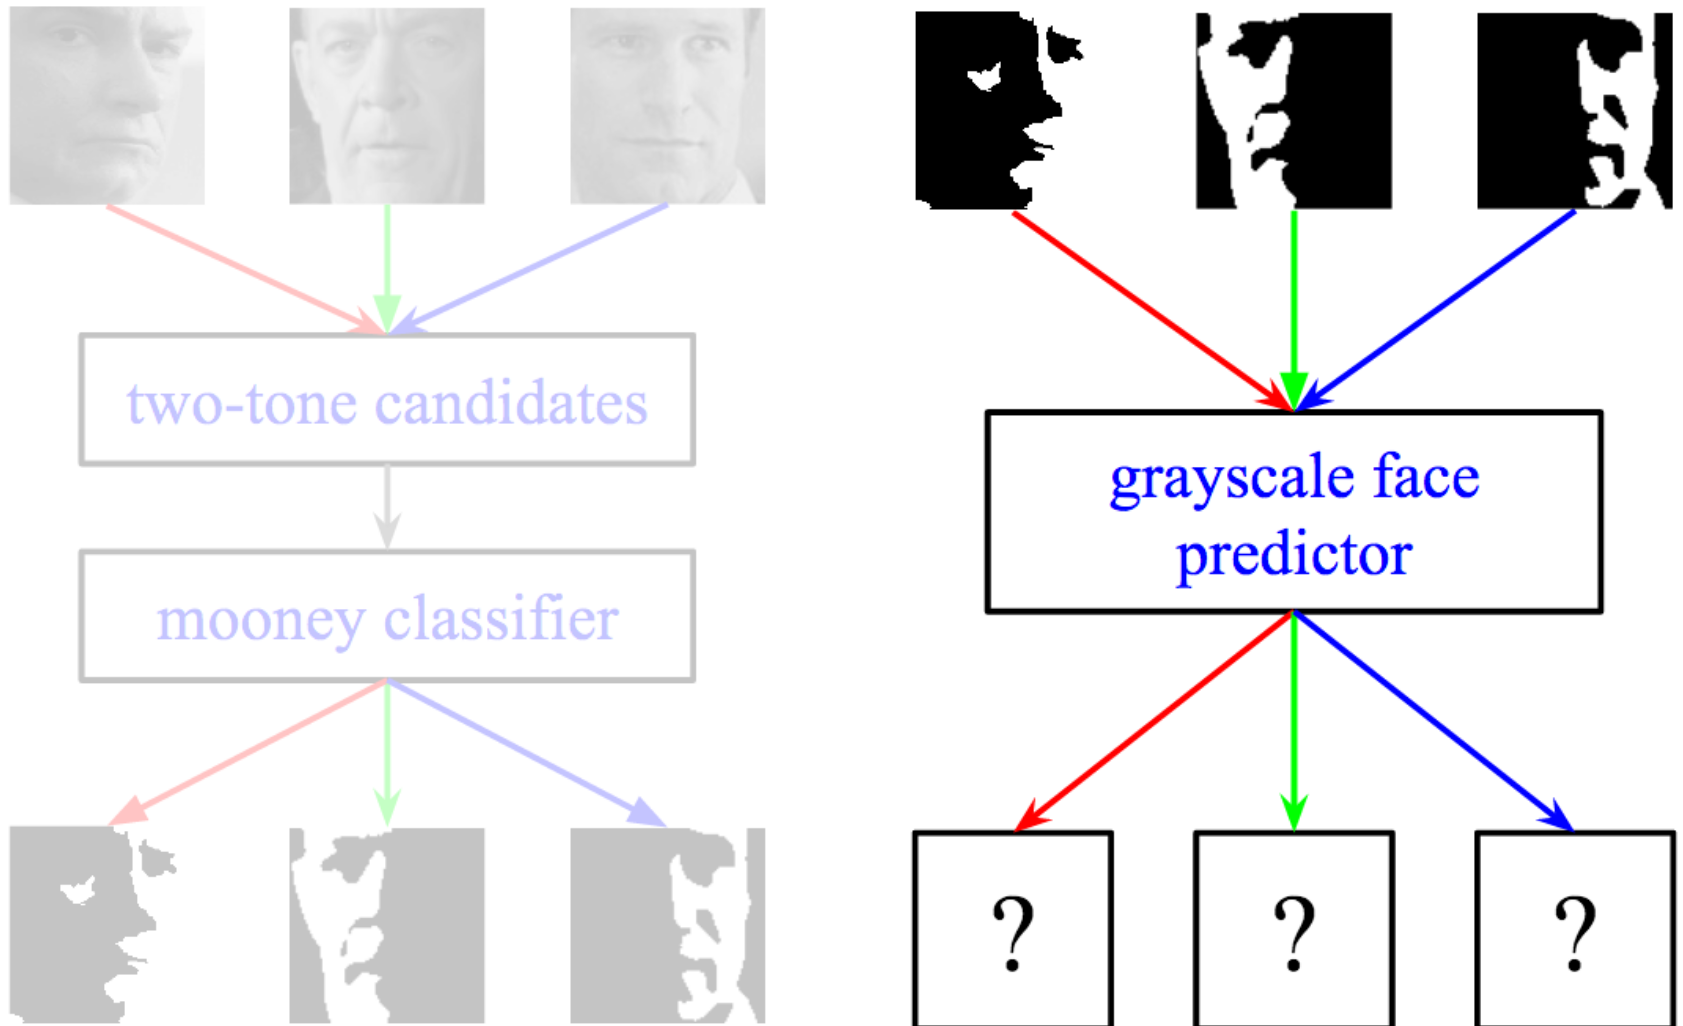 two-tone candidates
mooney classifier
grayscale face
predictor
?
?
?